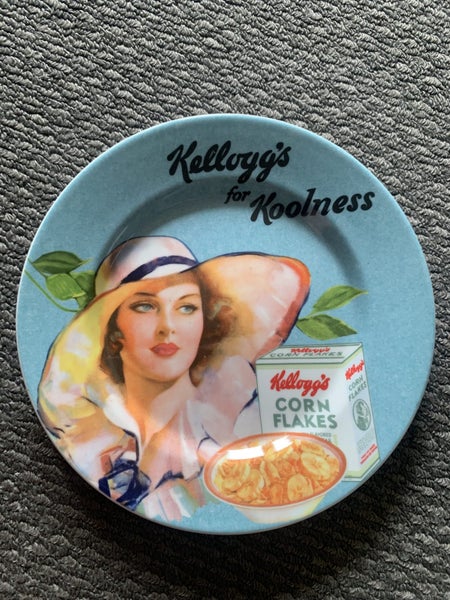 Kellogg's
for Koolness
Kellogg's
CORN FLAKES
Kellogg's
CORN
FLAKES
Kellogg's
CORN
FLAKES